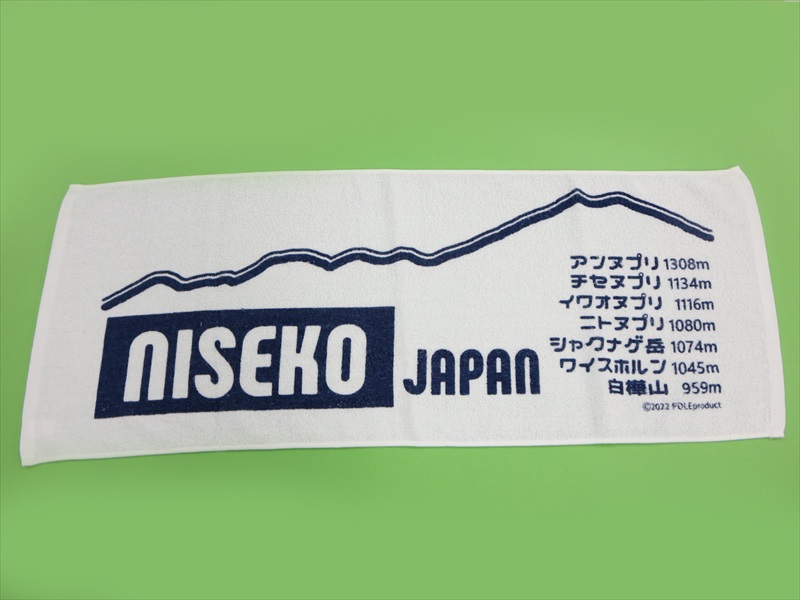 NISEKO
JAPAN
アンヌプリ 1308m
チセヌプリ 1134m
イワオヌプリ 1116m
ニトヌプリ 1080m
シャクナゲ岳 1074m
ワイスホルン 1045m
白樺山 959m
©2022